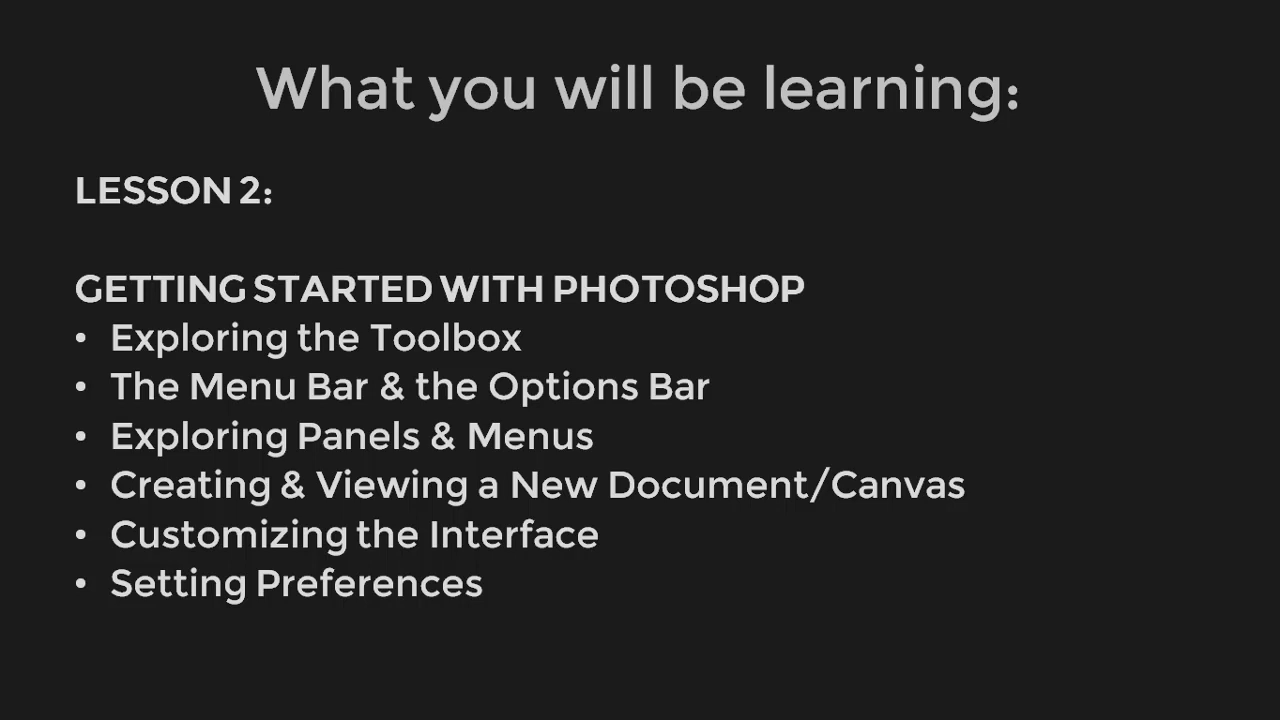 What you will be learning:
LESSON 2:
GETTING STARTED WITH PHOTOSHOP
• Exploring the Toolbox
• The Menu Bar & the Options Bar
• Exploring Panels & Menus
• Creating & Viewing a New Document/Canvas
• Customizing the Interface
• Setting Preferences